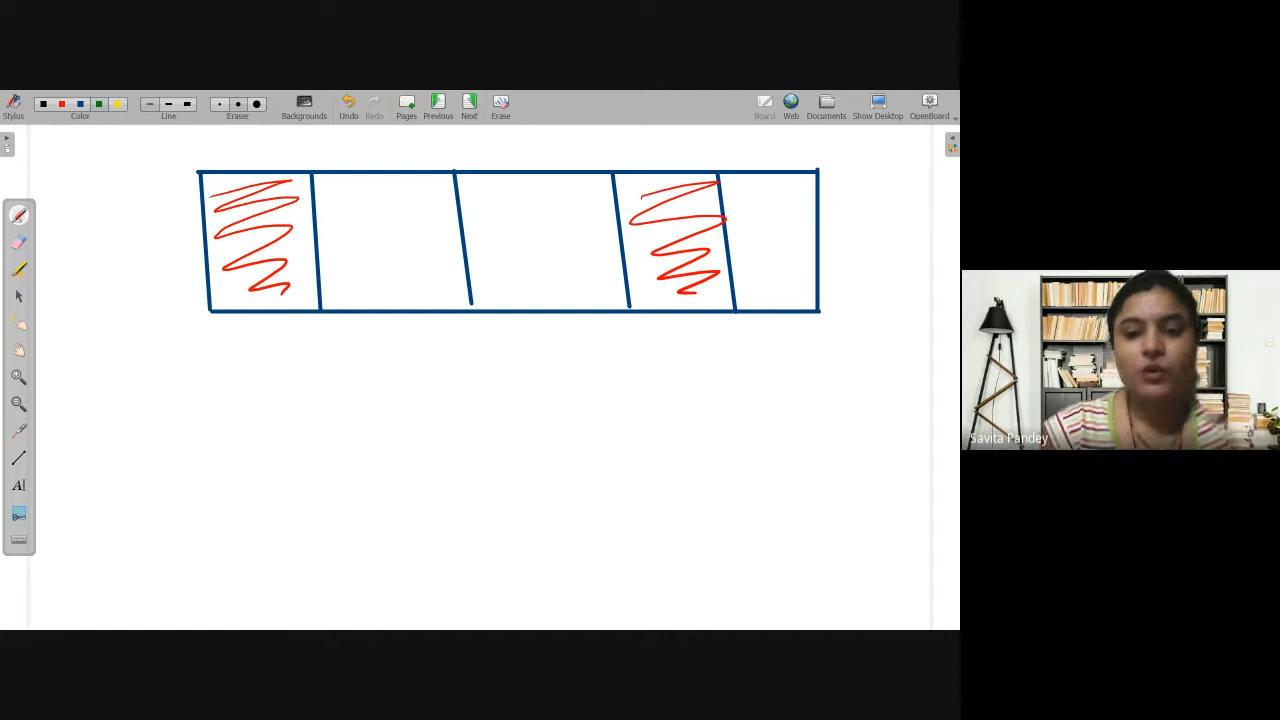 Stylus
Color
Line
Eraser
Backgrounds
Undo
Redo
Pages
Previous
Next
Erase
Board
Web
Documents
Show Desktop
OpenBoard
AI
Savita Pandey